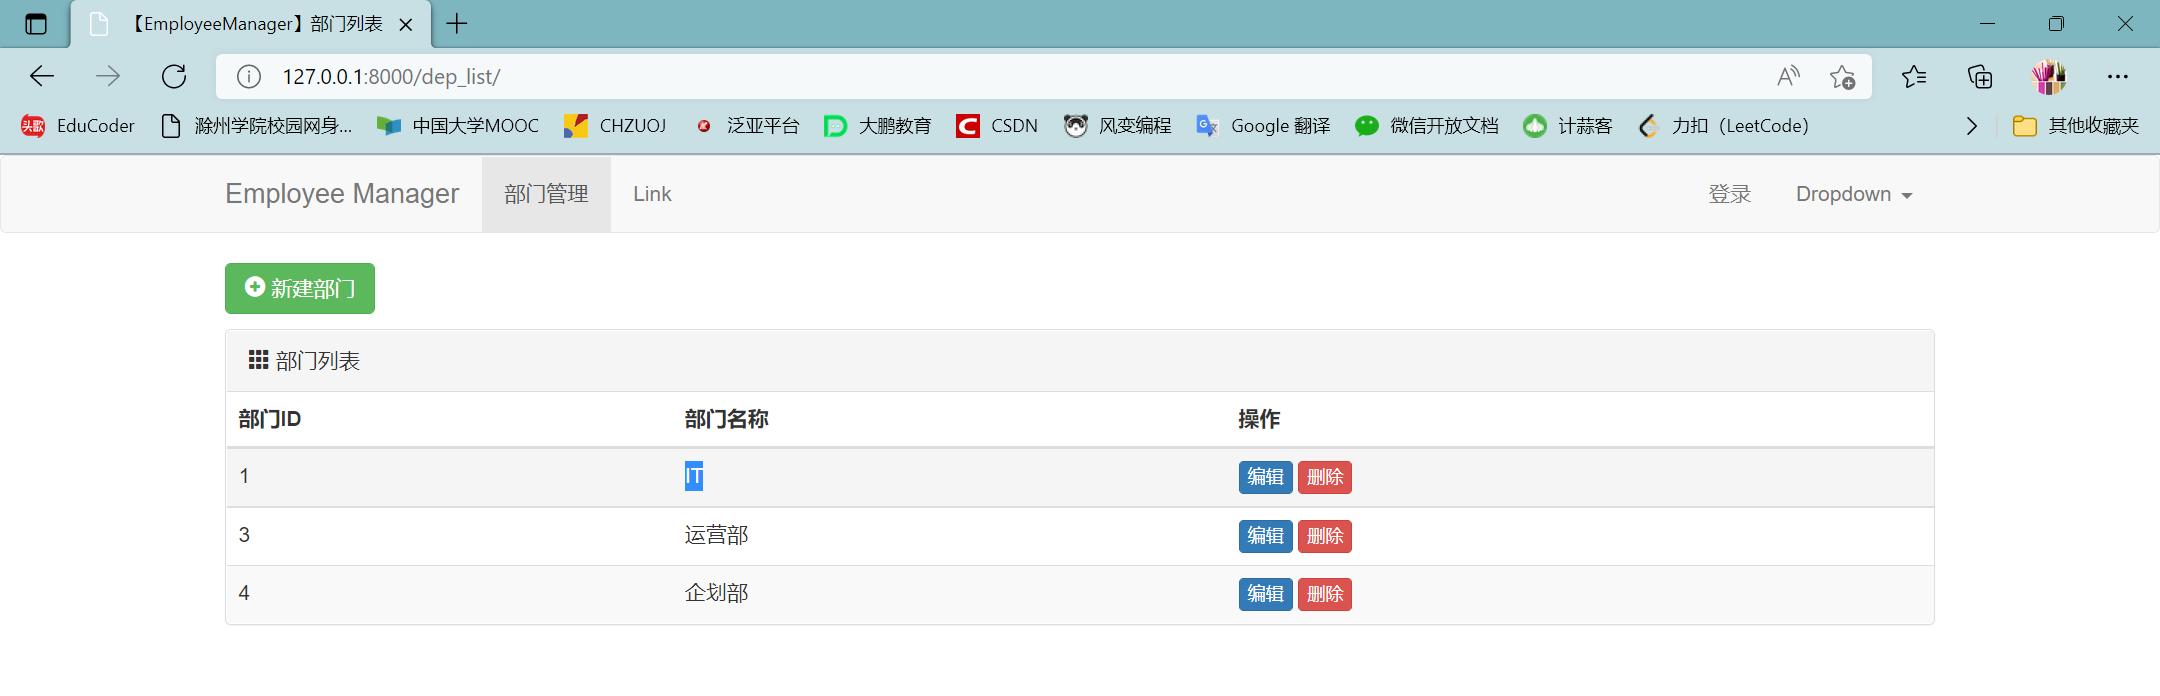 【EmployeeManager】部门列表
127.0.0.1:8000/dep_list/
头歌 EduCoder 滁州学院校园网身... 中国大学MOOC CHZUOJ 泛亚平台 大鹏教育 CSDN 风变编程 Google 翻译 微信开放文档 计蒜客 力扣（LeetCode） 其他收藏夹
Employee Manager 部门管理 Link 登录 Dropdown
新建部门
部门列表
部门ID 部门名称 操作
1 IT 编辑 删除
3 运营部 编辑 删除
4 企划部 编辑 删除